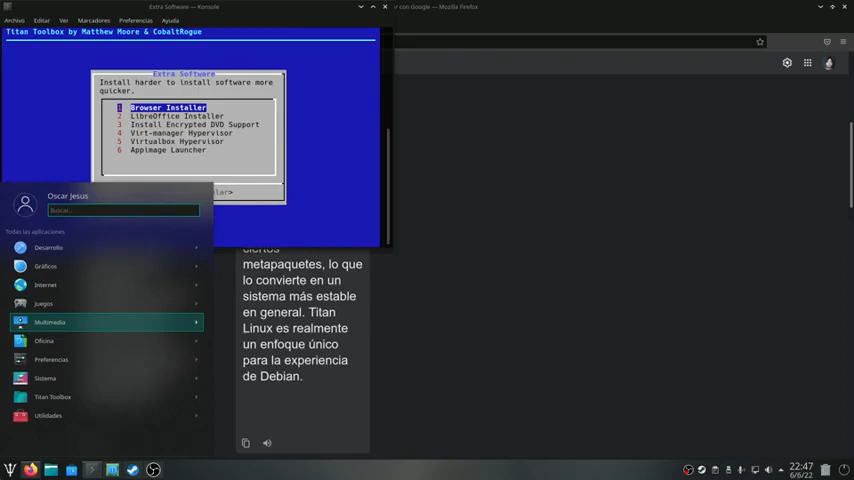 Extra Software — Konsole
Archivo Editar Ver Marcadores Preferencias Ayuda
Titan Toolbox by Matthew Moore & CobaltRogue
Extra Software
Install harder to install software more
quicker.
1 Browser Installer
2 LibreOffice Installer
3 Install Encrypted DVD Support
4 Virt-manager Hypervisor
5 Virtualbox Hypervisor
6 Appimage Launcher
lar>
con Google — Mozilla Firefox
Oscar Jesus
Buscar...
Todas las aplicaciones
Desarrollo
Gráficos
Internet
Juegos
Multimedia
Oficina
Preferencias
Sistema
Titan Toolbox
Utilidades
ciertos
metapaquetes, lo que
lo convierte en un
sistema más estable
en general. Titan
Linux es realmente
un enfoque único
para la experiencia
de Debian.
22:47
6/6/22